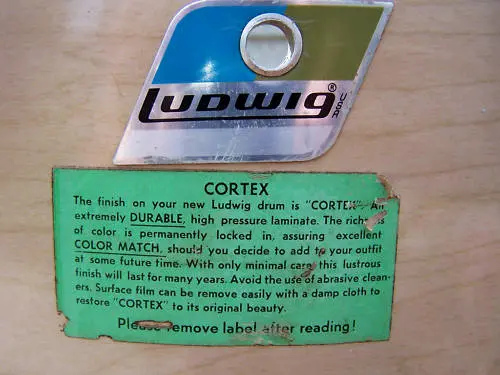 Ludwig®
USA
CORTEX
The finish on your new Ludwig drum is "CORTEX". An
extremely DURABLE, high pressure laminate. The
of color is permanently locked in, assuring excellent
COLOR MATCH, should you decide to add to your outfit
at some future time. With only minimal care, this lustrous
finish will last for many years. Avoid the use of abrasive clean-
ers. Surface film can be removed easily with a damp cloth to
restore "CORTEX" to its original beauty.
Please remove label after reading!